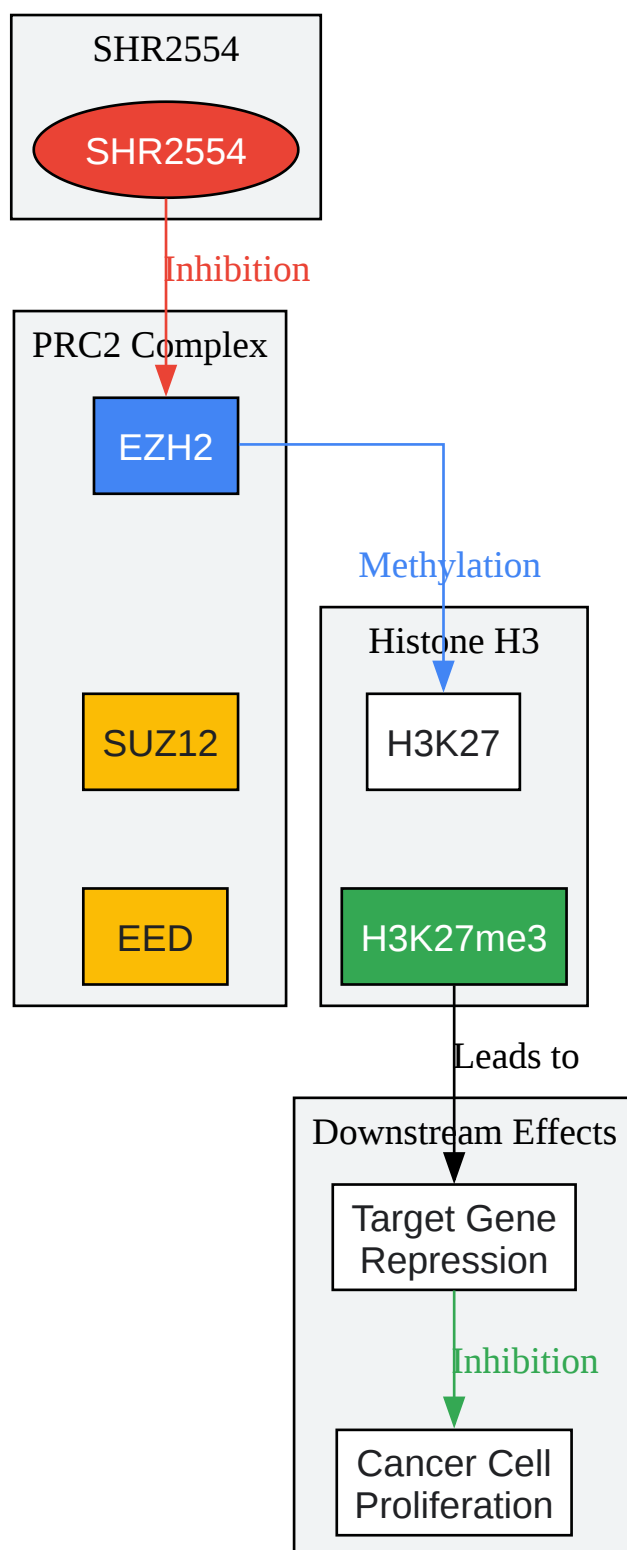 SHR2554
SHR2554
Inhibition
PRC2 Complex
EZH2
Methylation
Histone H3
SUZ12
H3K27
EED
H3K27me3
Leads to
Downstream Effects
Target Gene
Repression
Inhibition
Cancer Cell
Proliferation